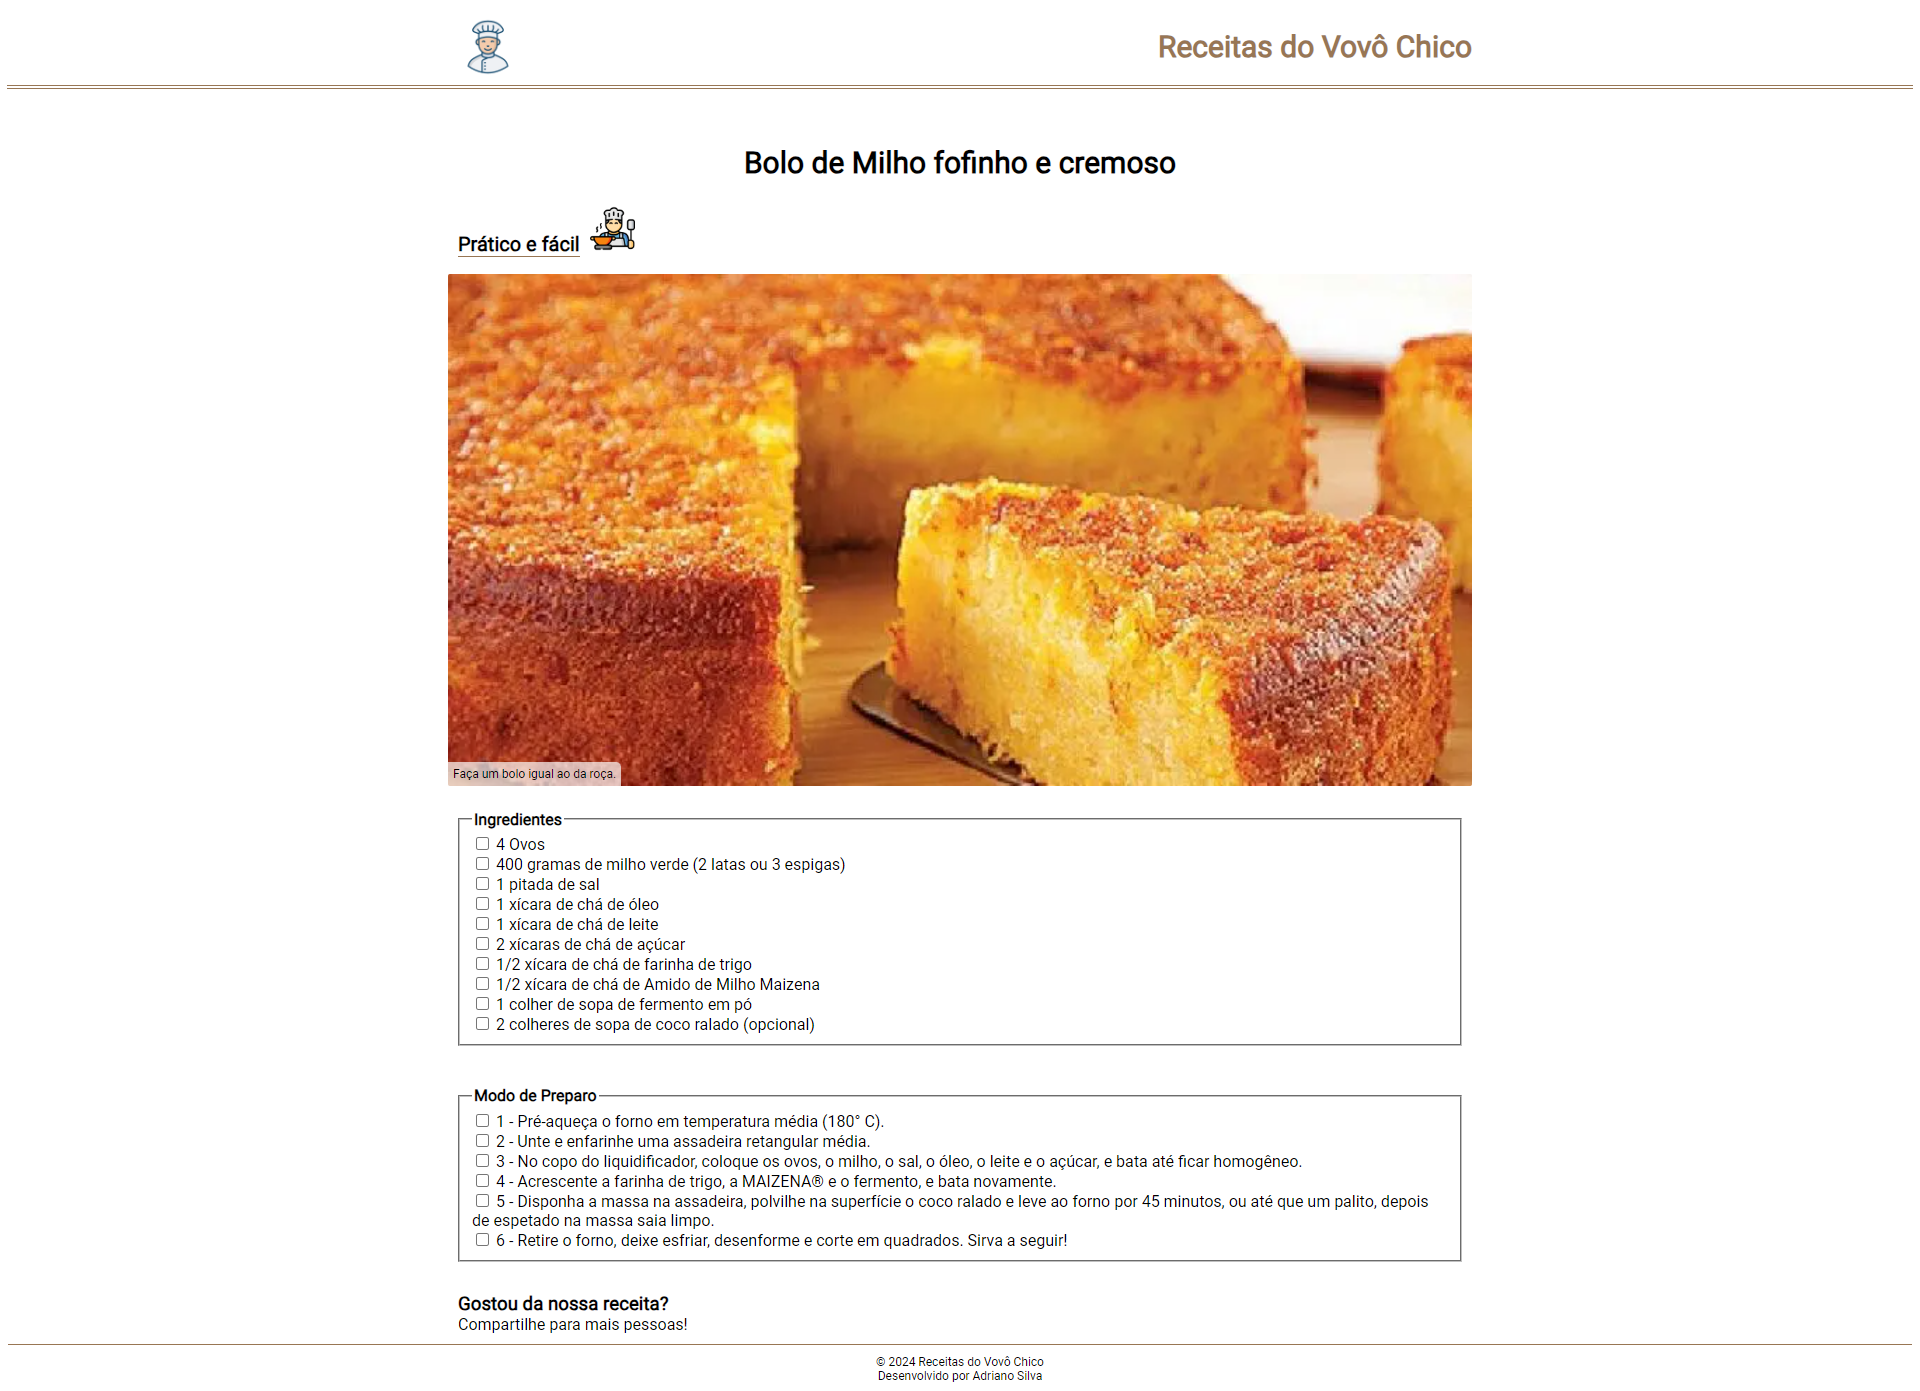 Receitas do Vovô Chico
Bolo de Milho fofinho e cremoso
Prático e fácil
Faça um bolo igual ao da roça.
Ingredientes
4 Ovos
400 gramas de milho verde (2 latas ou 3 espigas)
1 pitada de sal
1 xícara de chá de óleo
1 xícara de chá de leite
2 xícaras de chá de açúcar
1/2 xícara de chá de farinha de trigo
1/2 xícara de chá de Amido de Milho Maizena
1 colher de sopa de fermento em pó
2 colheres de sopa de coco ralado (opcional)
Modo de Preparo
1 - Pré-aqueça o forno em temperatura média (180° C).
2 - Unte e enfarinhe uma assadeira retangular média.
3 - No copo do liquidificador, coloque os ovos, o milho, o sal, o óleo, o leite e o açúcar, e bata até ficar homogêneo.
4 - Acrescente a farinha de trigo, a MAIZENA® e o fermento, e bata novamente.
5 - Disponha a massa na assadeira, polvilhe na superfície o coco ralado e leve ao forno por 45 minutos, ou até que um palito, depois
de espetado na massa saia limpo.
6 - Retire o forno, deixe esfriar, desenforme e corte em quadrados. Sirva a seguir!
Gostou da nossa receita?
Compartilhe para mais pessoas!
© 2024 Receitas do Vovô Chico
Desenvolvido por Adriano Silva